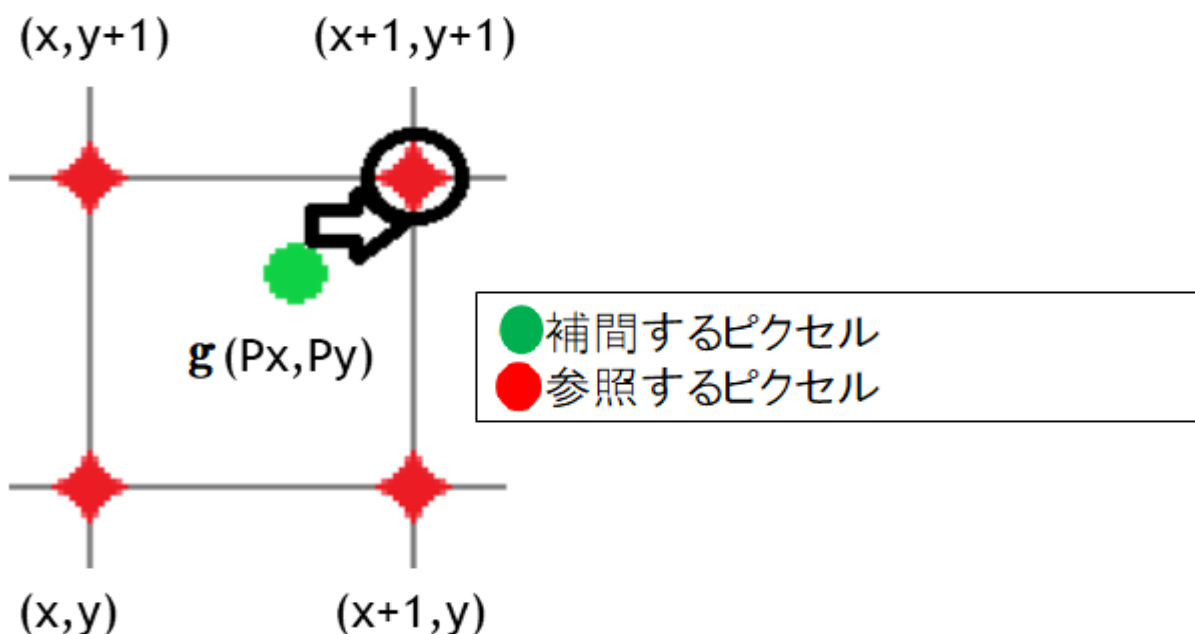 (x,y+1)
(x+1,y+1)
g(Px,Py)
補間するピクセル
参照するピクセル
(x,y)
(x+1,y)